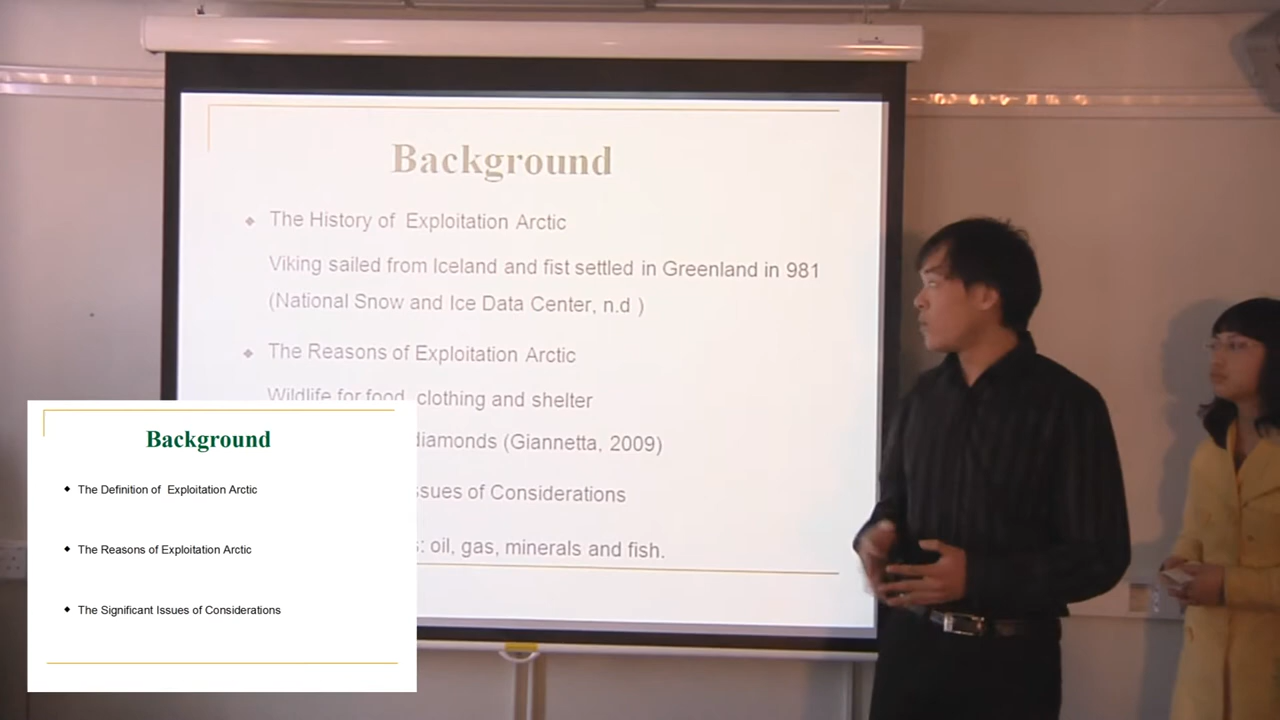 Background
The History of Exploitation Arctic
Viking sailed from Iceland and fist settled in Greenland in 981
(National Snow and Ice Data Center, n.d )
The Reasons of Exploitation Arctic
Wildlife for food, clothing and shelter
diamonds (Giannetta, 2009)
ssues of Considerations
: oil, gas, minerals and fish.
Background
The Definition of Exploitation Arctic
The Reasons of Exploitation Arctic
The Significant Issues of Considerations